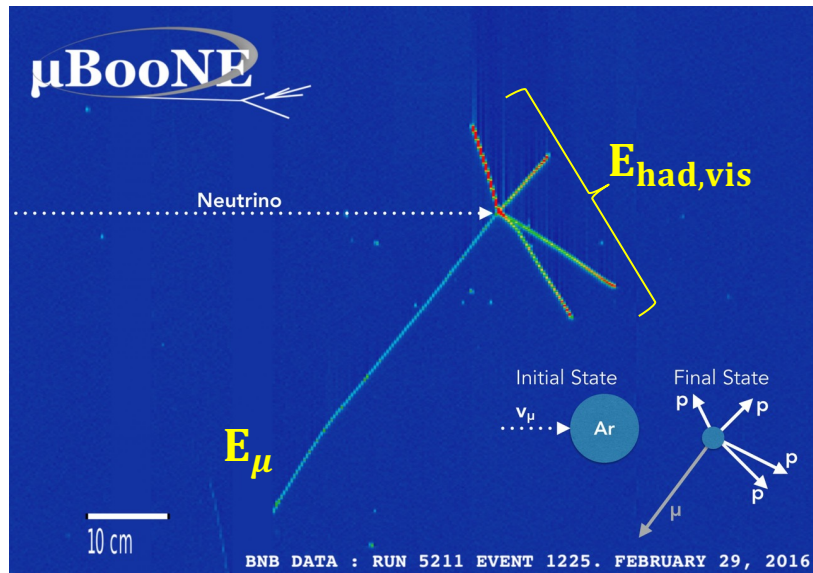 μBooNE
E_had,vis
Neutrino
Initial State
Final State
ν_μ
Ar
p
p
p
p
μ
E_μ
10 cm
BNB DATA : RUN 5211 EVENT 1225. FEBRUARY 29, 2016